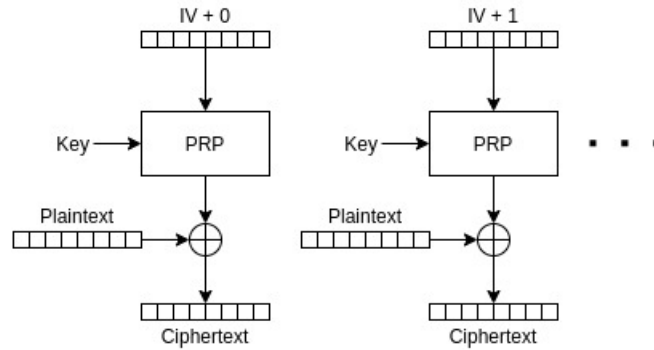 IV + 0
IV + 1
Key
PRP
Key
PRP
Plaintext
Plaintext
Ciphertext
Ciphertext